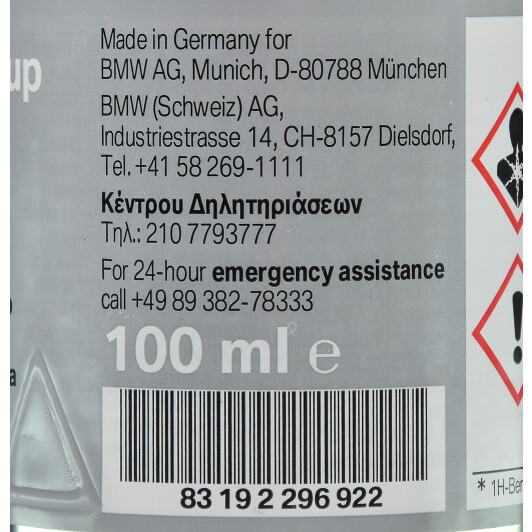 up
Made in Germany for
BMW AG, Munich, D-80788 München
BMW (Schweiz) AG,
Industriestrasse 14, CH-8157 Dielsdorf,
Tel. +41 58 269-1111
Κέντρου Δηλητηριάσεων
Τηλ.: 210 7793777
For 24-hour emergency assistance
call +49 89 382-78333
100 ml ℮
a
83 19 2 296 922
* 1H-Ben